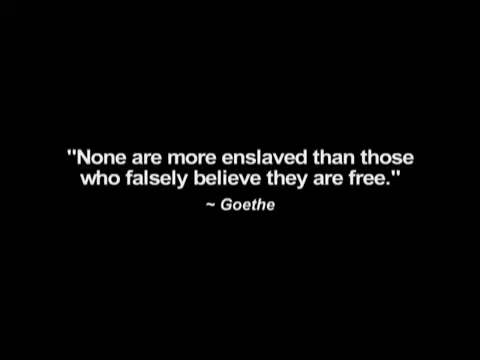 "None are more enslaved than those
who falsely believe they are free."
~ Goethe